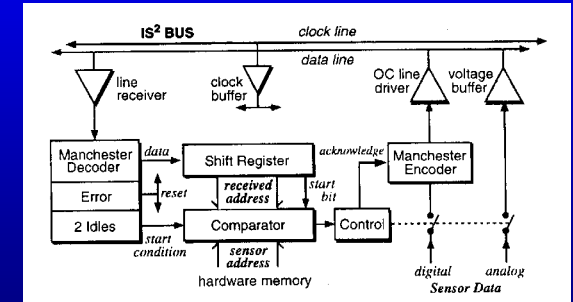 IS² BUS
clock line
data line
line
receiver
clock
buffer
OC line
driver
voltage
buffer
Manchester
Decoder
data
Shift Register
acknowledge
Manchester
Encoder
Error
reset
received
address
start
bit
2 Idles
start
condition
Comparator
Control
sensor
address
hardware memory
digital
analog
Sensor Data